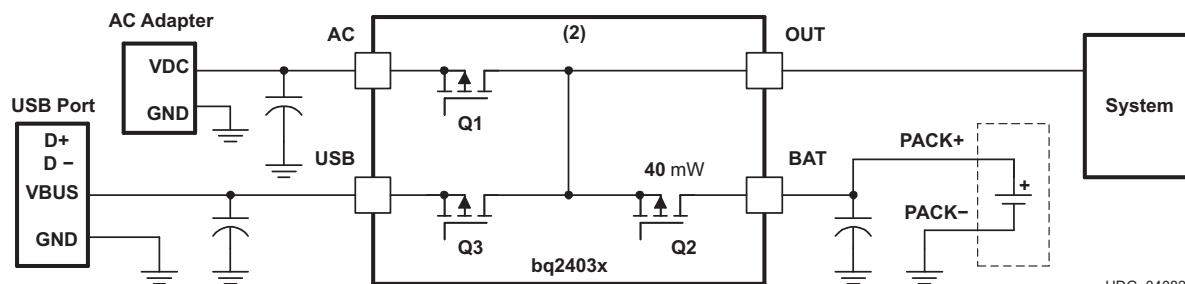 AC Adapter
VDC
GND
USB Port
D+
D −
VBUS
GND
AC
(2)
OUT
Q1
USB
40 mW
BAT
Q3
Q2
bq2403x
System
PACK+
+
PACK−